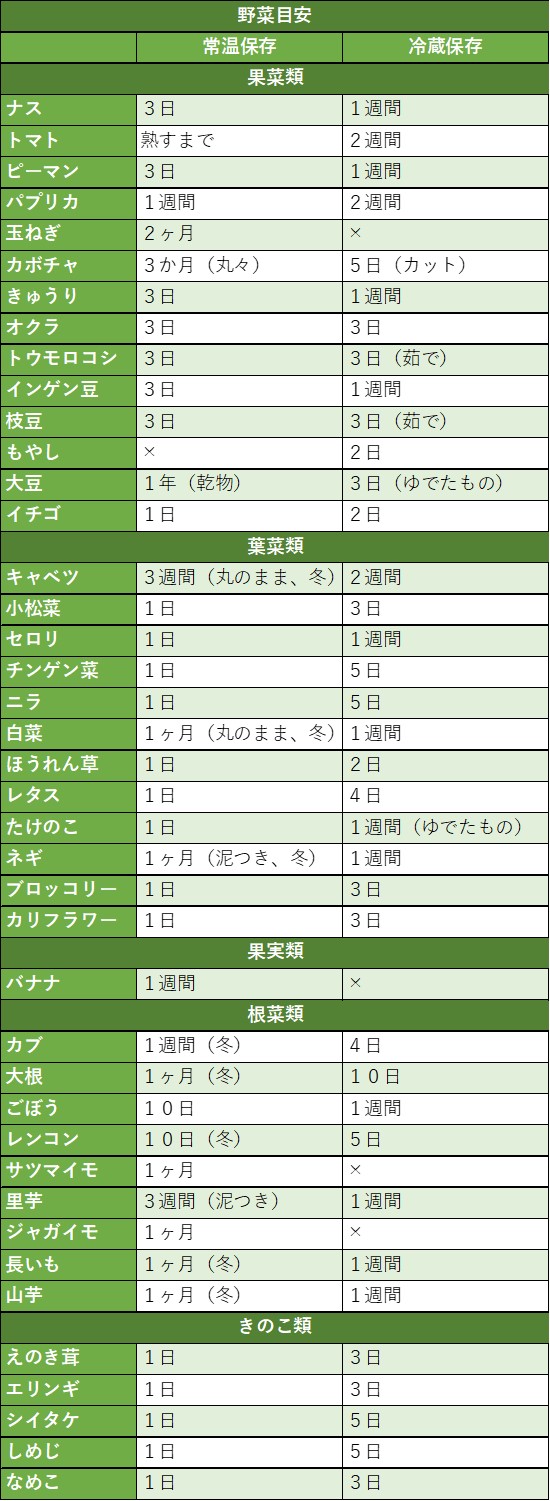 野菜目安
常温保存 冷蔵保存
果菜類
ナス ３日 １週間
トマト 熟すまで ２週間
ピーマン ３日 １週間
パプリカ １週間 ２週間
玉ねぎ ２ヶ月 ×
カボチャ ３か月（丸々） ５日（カット）
きゅうり ３日 １週間
オクラ ３日 ３日
トウモロコシ ３日 ３日（茹で）
インゲン豆 ３日 １週間
枝豆 ３日 ３日（茹で）
もやし × ２日
大豆 １年（乾物） ３日（ゆでたもの）
イチゴ １日 ２日
葉菜類
キャベツ ３週間（丸のまま、冬） ２週間
小松菜 １日 ３日
セロリ １日 １週間
チンゲン菜 １日 ５日
ニラ １日 ５日
白菜 １ヶ月（丸のまま、冬） １週間
ほうれん草 １日 ２日
レタス １日 ４日
たけのこ １日 １週間（ゆでたもの）
ネギ １ヶ月（泥つき、冬） １週間
ブロッコリー １日 ３日
カリフラワー １日 ３日
果実類
バナナ １週間 ×
根菜類
カブ １週間（冬） ４日
大根 １ヶ月（冬） １０日
ごぼう １０日 １週間
レンコン １０日（冬） ５日
サツマイモ １ヶ月 ×
里芋 ３週間（泥つき） １週間
ジャガイモ １ヶ月 ×
長いも １ヶ月（冬） １週間
山芋 １ヶ月（冬） １週間
きのこ類
えのき茸 １日 ３日
エリンギ １日 ３日
シイタケ １日 ５日
しめじ １日 ５日
なめこ １日 ３日